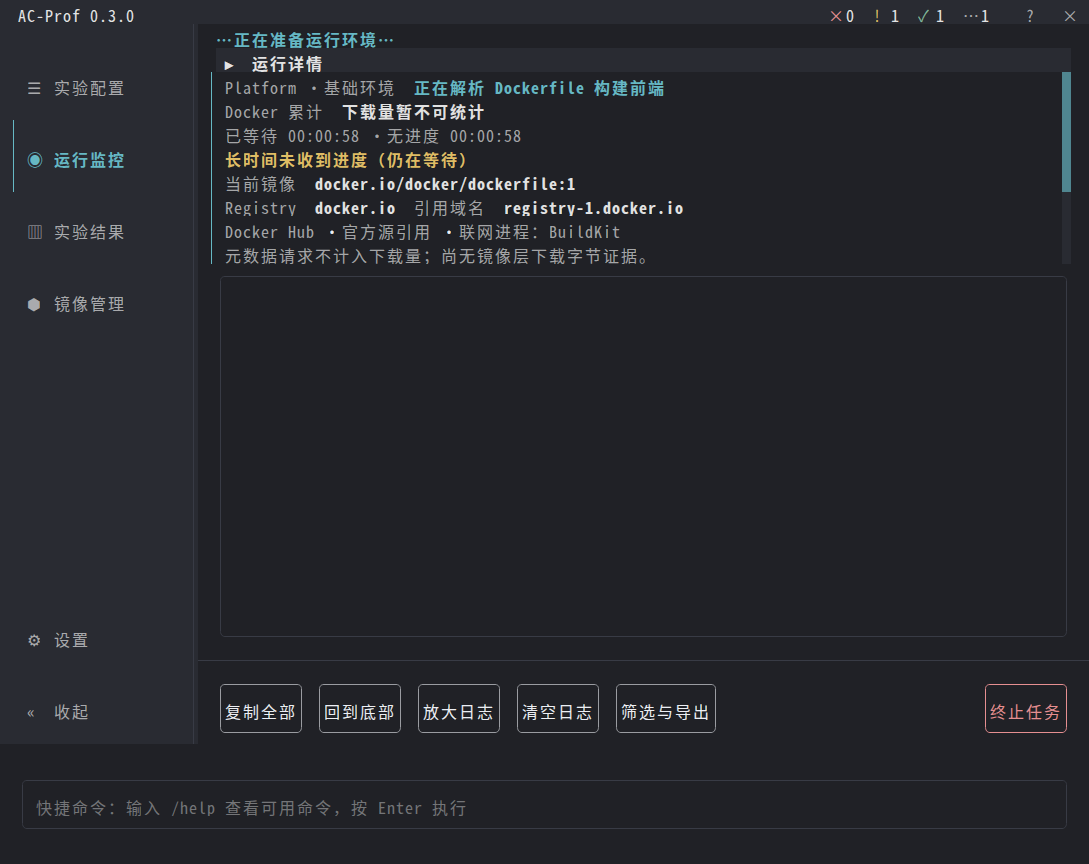 AC-Prof 0.3.0
×0 ! 1 ✓ 1 …1 ? ×
☰ 实验配置
◉ 运行监控
▥ 实验结果
⬢ 镜像管理
⚙ 设置
« 收起
…正在准备运行环境…
▶ 运行详情
Platform · 基础环境 正在解析 Dockerfile 构建前端
Docker 累计 下载量暂不可统计
已等待 00:00:58 · 无进度 00:00:58
长时间未收到进度（仍在等待）
当前镜像 docker.io/docker/dockerfile:1
Registry docker.io 引用域名 registry-1.docker.io
Docker Hub · 官方源引用 · 联网进程：BuildKit
元数据请求不计入下载量；尚无镜像层下载字节证据。
复制全部 回到底部 放大日志 清空日志 筛选与导出 终止任务
快捷命令：输入 /help 查看可用命令，按 Enter 执行